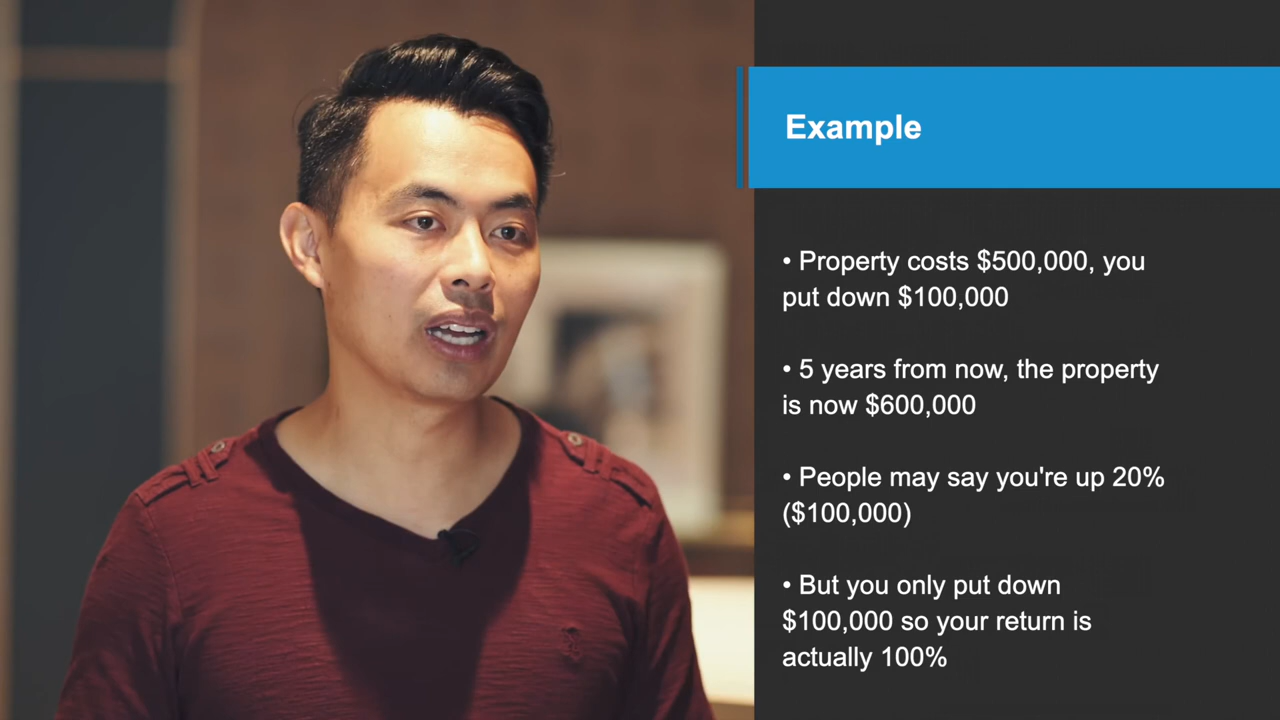 Example
• Property costs $500,000, you
put down $100,000
• 5 years from now, the property
is now $600,000
• People may say you're up 20%
($100,000)
• But you only put down
$100,000 so your return is
actually 100%